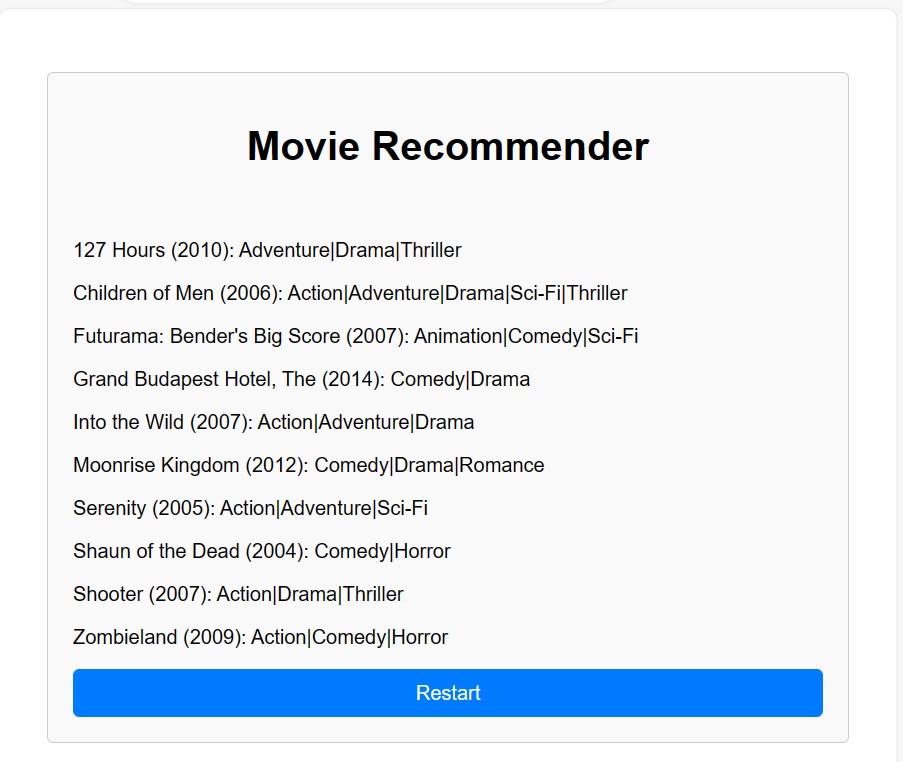 Movie Recommender
127 Hours (2010): Adventure|Drama|Thriller
Children of Men (2006): Action|Adventure|Drama|Sci-Fi|Thriller
Futurama: Bender's Big Score (2007): Animation|Comedy|Sci-Fi
Grand Budapest Hotel, The (2014): Comedy|Drama
Into the Wild (2007): Action|Adventure|Drama
Moonrise Kingdom (2012): Comedy|Drama|Romance
Serenity (2005): Action|Adventure|Sci-Fi
Shaun of the Dead (2004): Comedy|Horror
Shooter (2007): Action|Drama|Thriller
Zombieland (2009): Action|Comedy|Horror
Restart